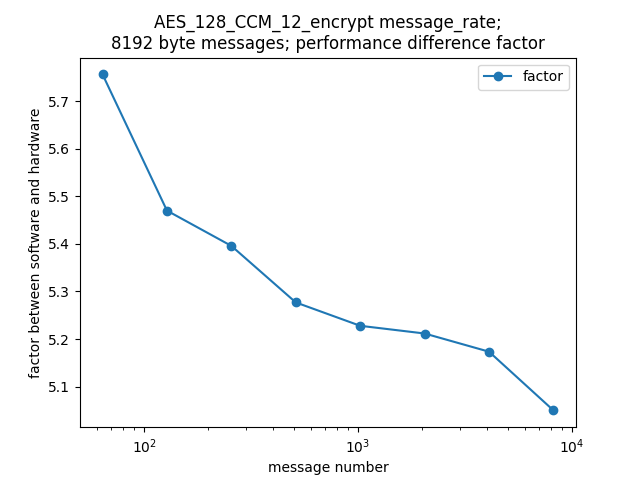 AES_128_CCM_12_encrypt message_rate;
8192 byte messages; performance difference factor
factor
factor between software and hardware
5.7
5.6
5.5
5.4
5.3
5.2
5.1
10²
10³
10⁴
message number